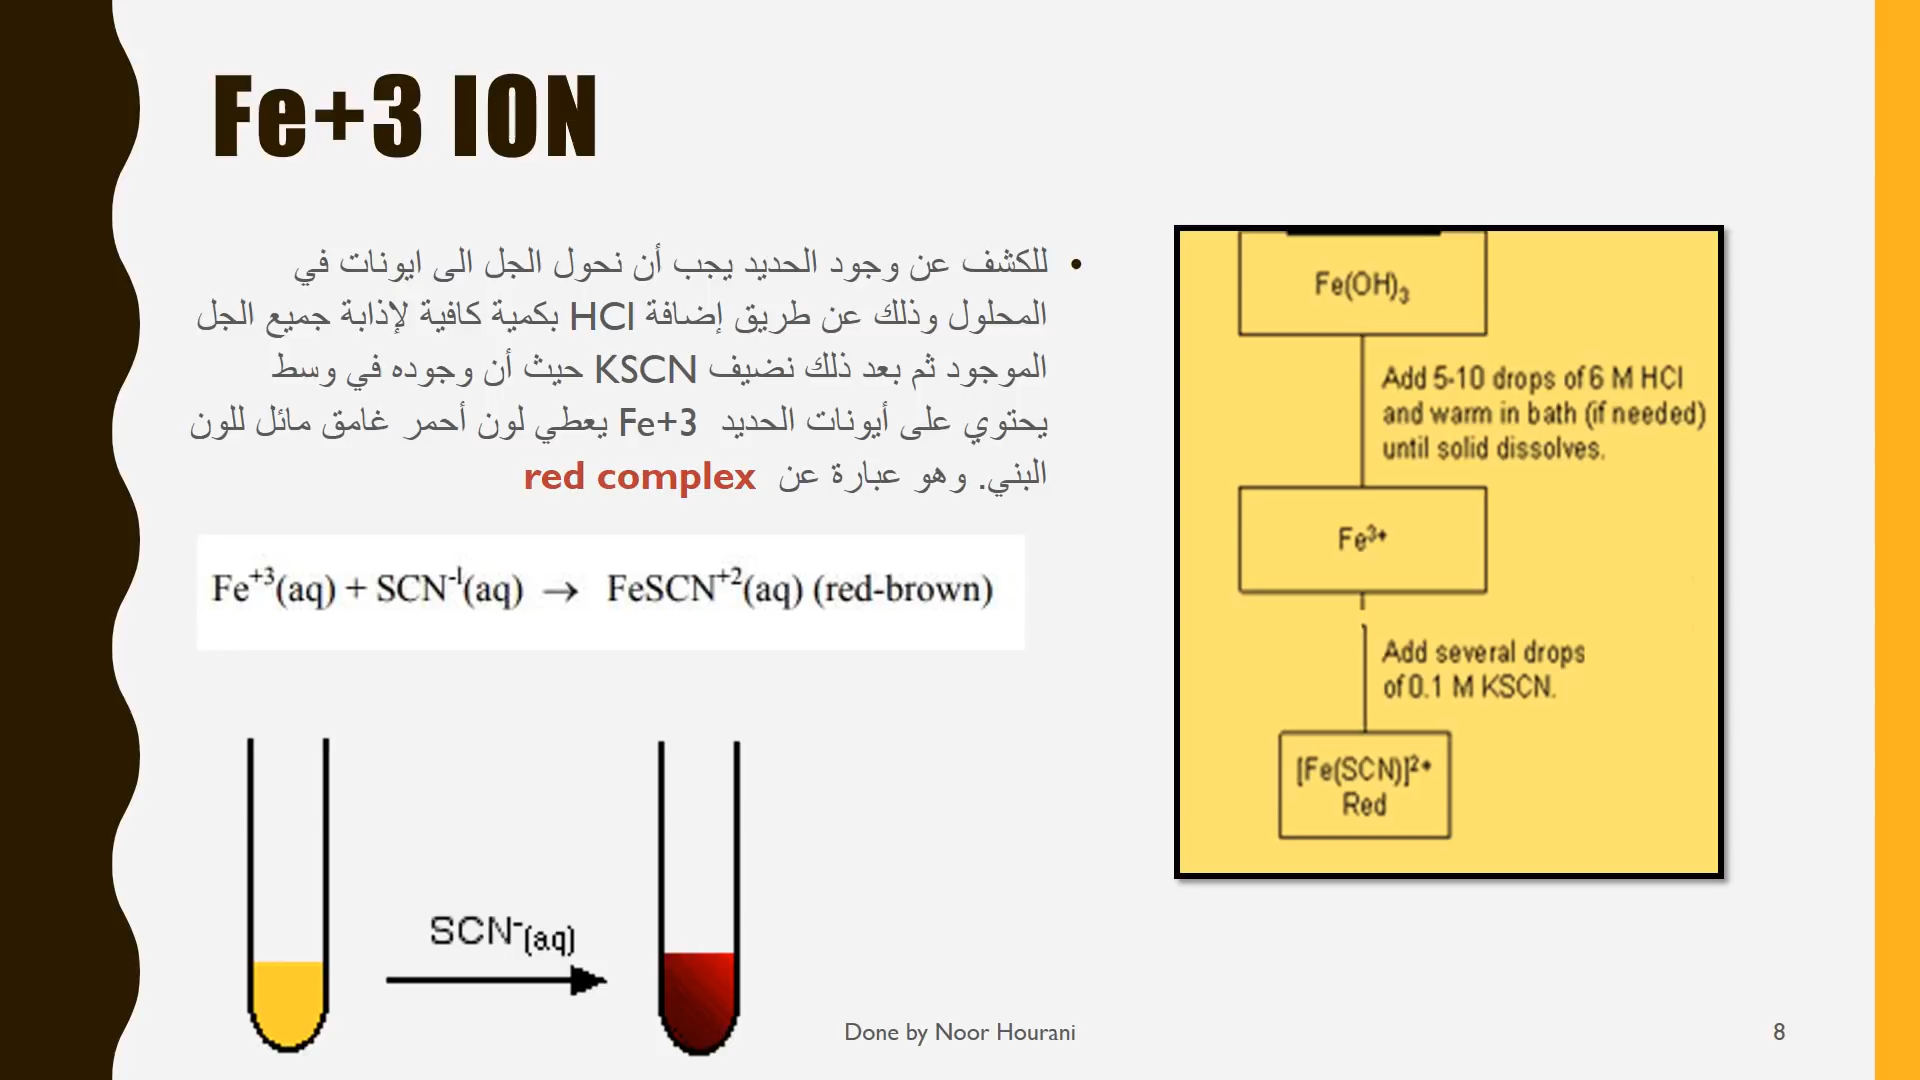 Fe+3 ION
• للكشف عن وجود الحديد يجب أن نحول الجل الى ايونات في
المحلول وذلك عن طريق إضافة HCl بكمية كافية لإذابة جميع الجل
الموجود ثم بعد ذلك نضيف KSCN حيث أن وجوده في وسط
يحتوي على أيونات الحديد Fe+3 يعطي لون أحمر غامق مائل للون
البني. وهو عبارة عن red complex
Fe⁺³(aq) + SCN⁻¹(aq) → FeSCN⁺²(aq) (red-brown)
SCN⁻(aq)
Fe(OH)₃
Add 5-10 drops of 6 M HCl
and warm in bath (if needed)
until solid dissolves.
Fe³⁺
Add several drops
of 0.1 M KSCN.
[Fe(SCN)]²⁺
Red
Done by Noor Hourani
8